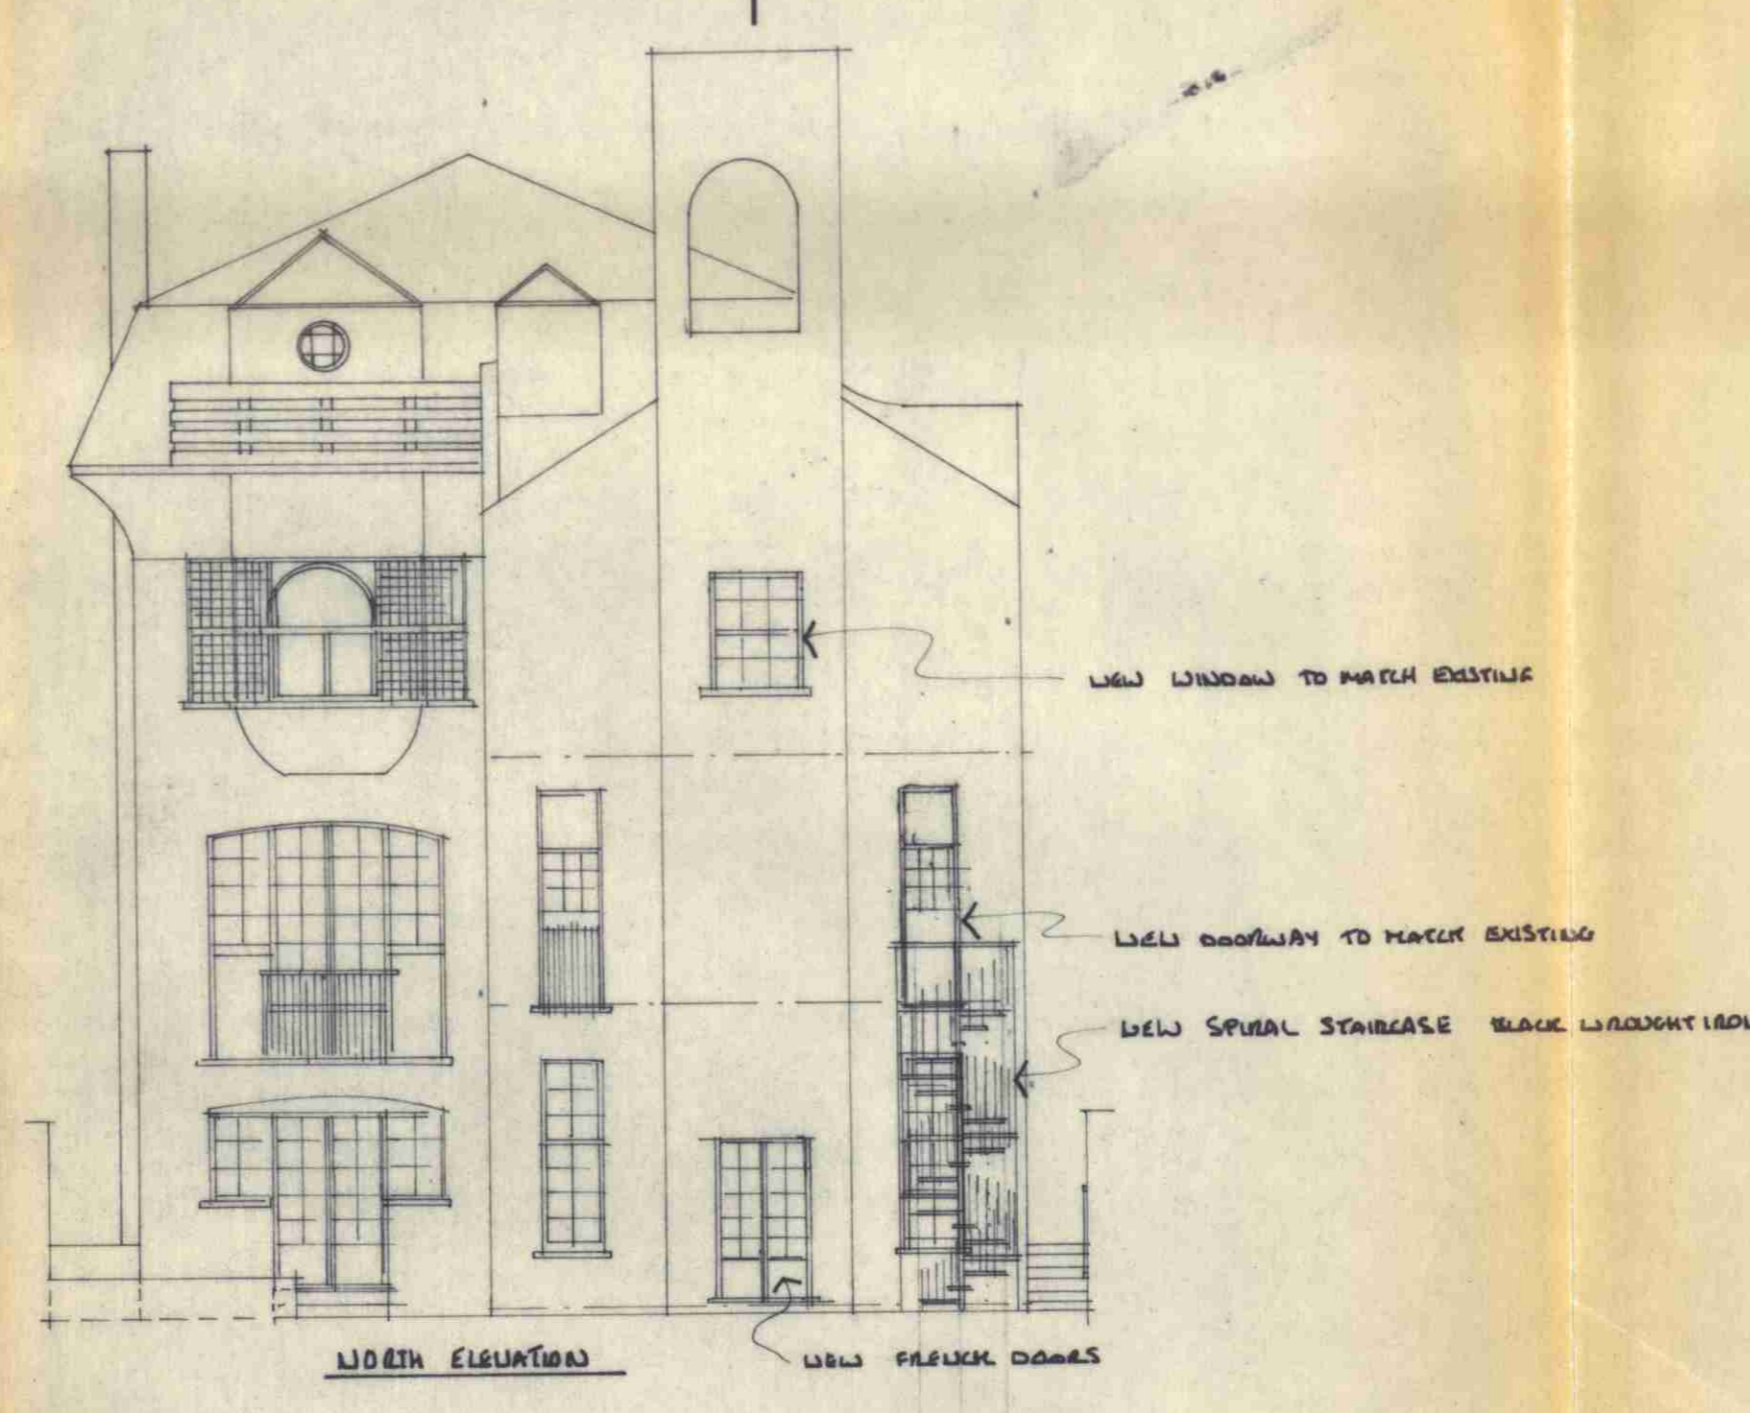 NEW WINDOW TO MATCH EXISTING
NEW DOORWAY TO MATCH EXISTING
NEW SPIRAL STAIRCASE BLACK WROUGHT IRON
NORTH ELEVATION
NEW FRENCH DOORS